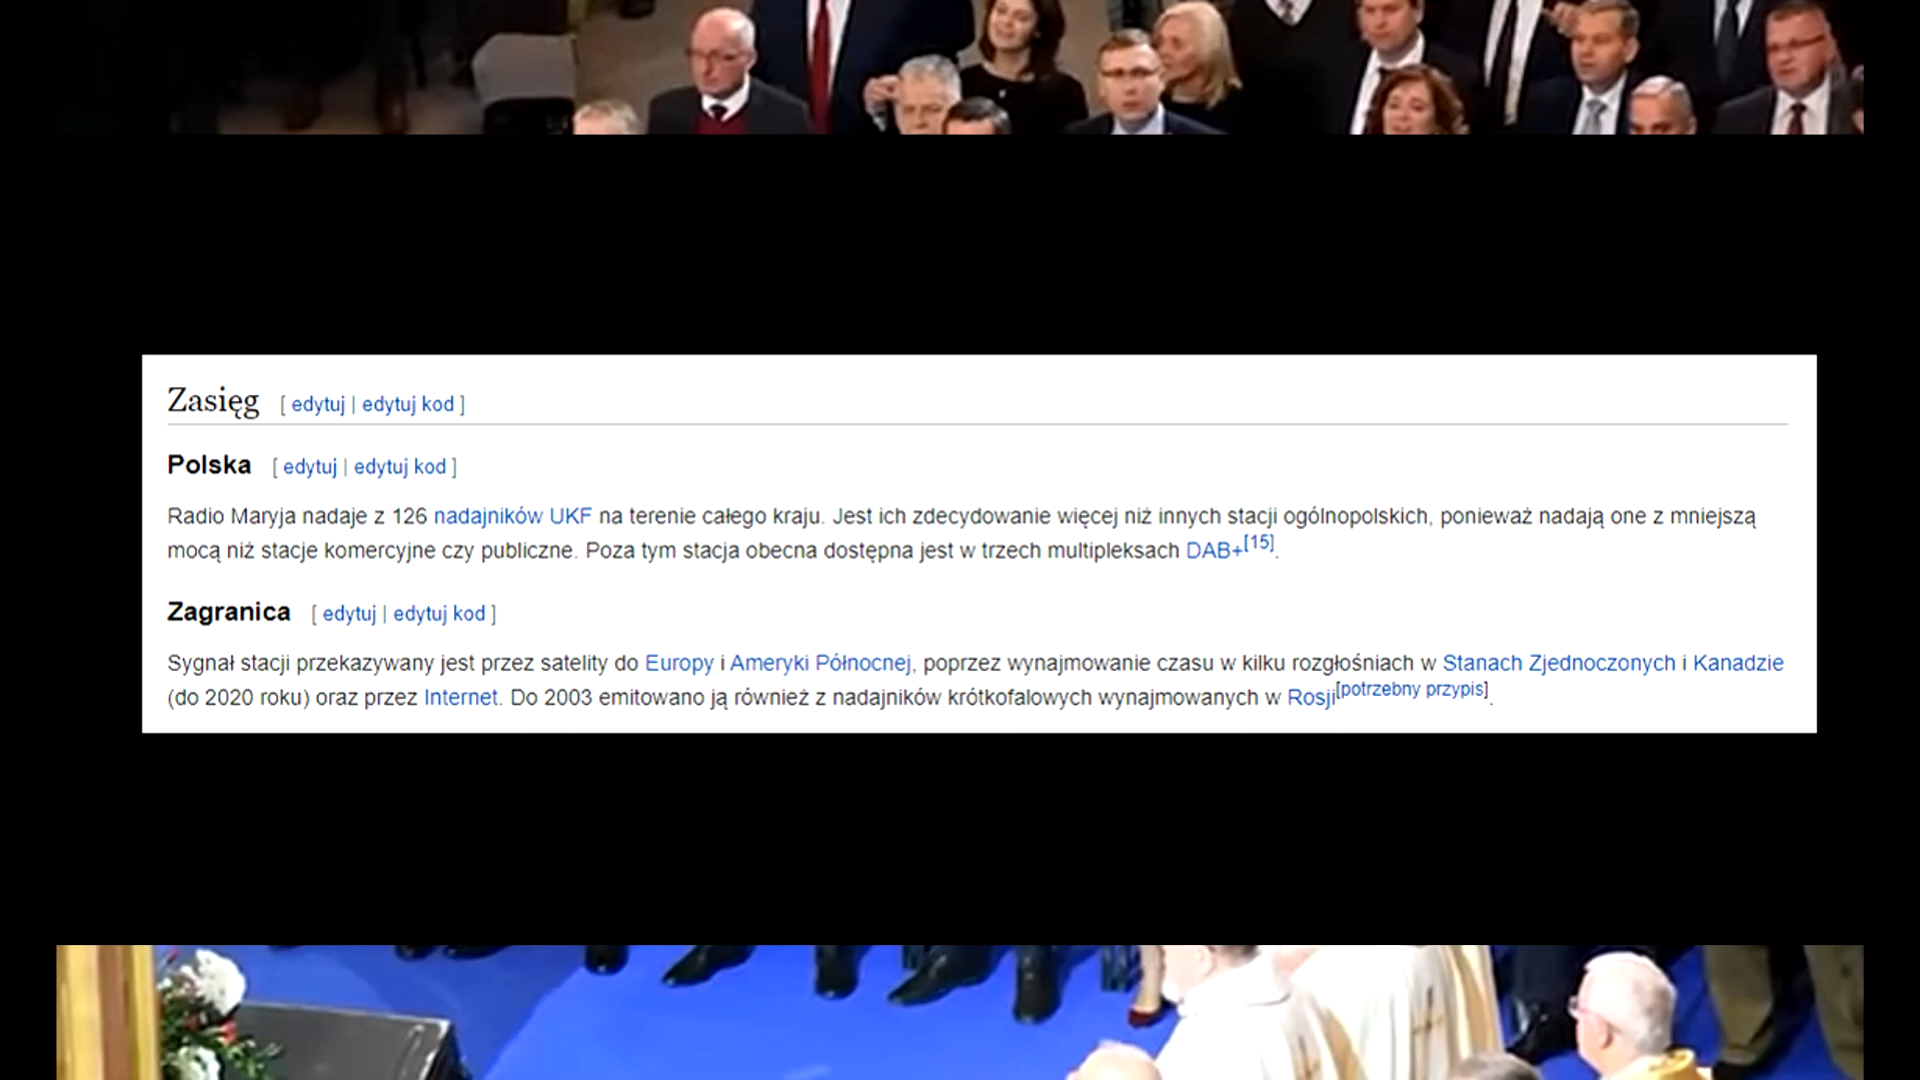 Zasięg [ edytuj | edytuj kod ]
Polska [ edytuj | edytuj kod ]
Radio Maryja nadaje z 126 nadajników UKF na terenie całego kraju. Jest ich zdecydowanie więcej niż innych stacji ogólnopolskich, ponieważ nadają one z mniejszą
mocą niż stacje komercyjne czy publiczne. Poza tym stacja obecna dostępna jest w trzech multipleksach DAB+[15].
Zagranica [ edytuj | edytuj kod ]
Sygnał stacji przekazywany jest przez satelity do Europy i Ameryki Północnej, poprzez wynajmowanie czasu w kilku rozgłośniach w Stanach Zjednoczonych i Kanadzie
(do 2020 roku) oraz przez Internet. Do 2003 emitowano ją również z nadajników krótkofalowych wynajmowanych w Rosji[potrzebny przypis].